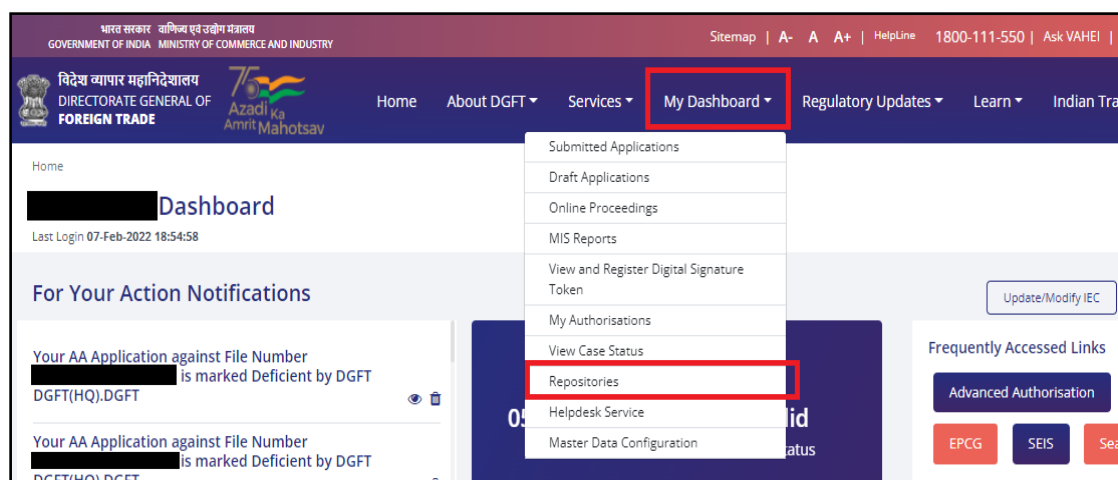 भारत सरकार वाणिज्य एवं उद्योग मंत्रालय
GOVERNMENT OF INDIA MINISTRY OF COMMERCE AND INDUSTRY
Sitemap | A- A A+ | HelpLine 1800-111-550 | Ask VAHEI |
विदेश व्यापार महानिदेशालय
DIRECTORATE GENERAL OF
FOREIGN TRADE
75
Azadi Ka
Amrit Mahotsav
Home About DGFT Services My Dashboard Regulatory Updates Learn Indian Tra
Submitted Applications
Draft Applications
Online Proceedings
MIS Reports
View and Register Digital Signature
Token
My Authorisations
View Case Status
Repositories
Helpdesk Service
Master Data Configuration
Home
Dashboard
Last Login 07-Feb-2022 18:54:58
For Your Action Notifications
Your AA Application against File Number
is marked Deficient by DGFT
DGFT(HQ).DGFT
Your AA Application against File Number
is marked Deficient by DGFT
DGFT(HQ).DGFT
Update/Modify IEC
Frequently Accessed Links
Advanced Authorisation
EPCG SEIS